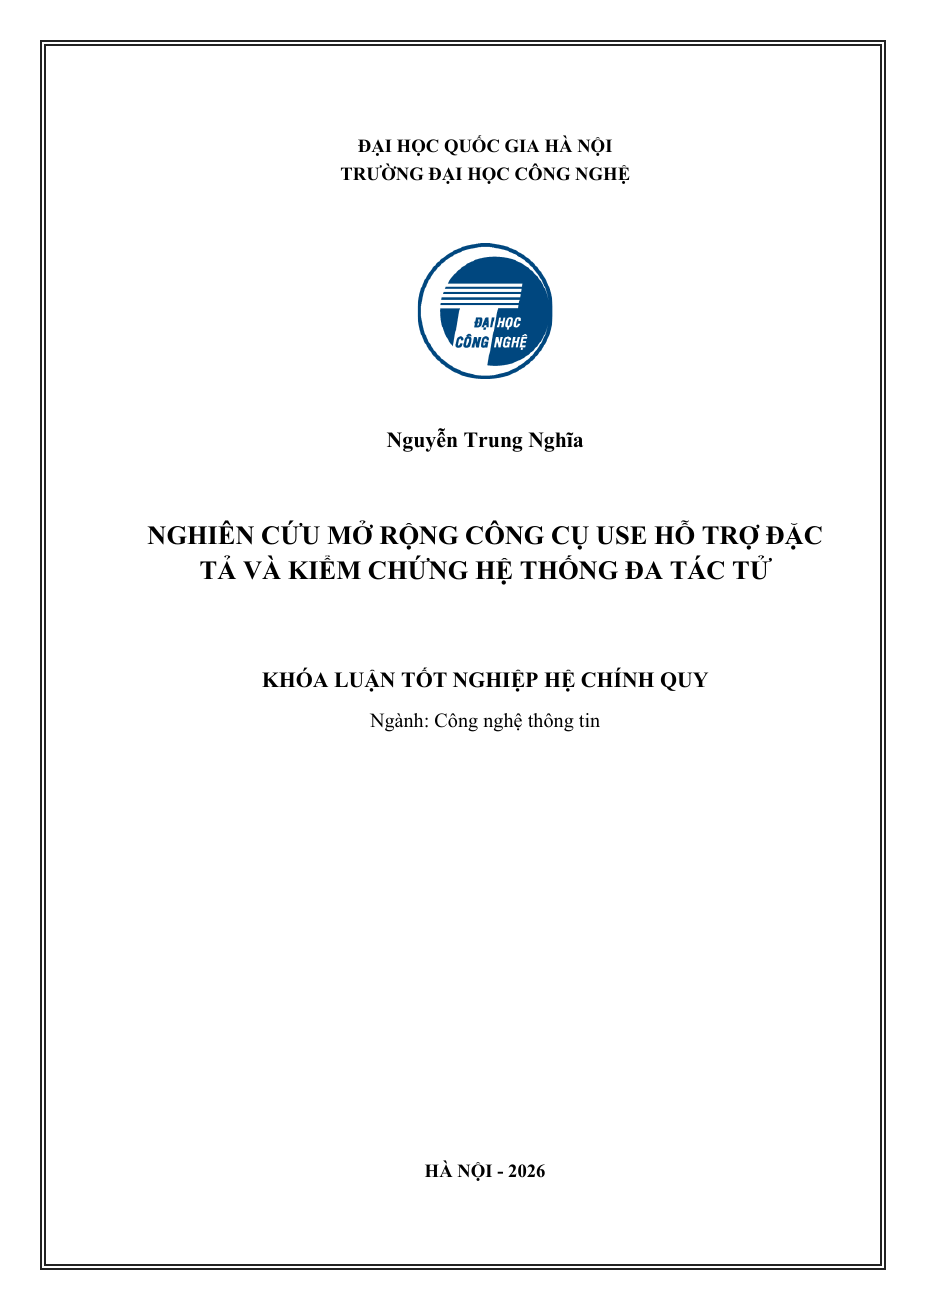 ĐẠI HỌC QUỐC GIA HÀ NỘI
TRƯỜNG ĐẠI HỌC CÔNG NGHỆ
ĐẠI HỌC
CÔNG NGHỆ
Nguyễn Trung Nghĩa
NGHIÊN CỨU MỞ RỘNG CÔNG CỤ USE HỖ TRỢ ĐẶC
TẢ VÀ KIỂM CHỨNG HỆ THỐNG ĐA TÁC TỬ
KHÓA LUẬN TỐT NGHIỆP HỆ CHÍNH QUY
Ngành: Công nghệ thông tin
HÀ NỘI - 2026